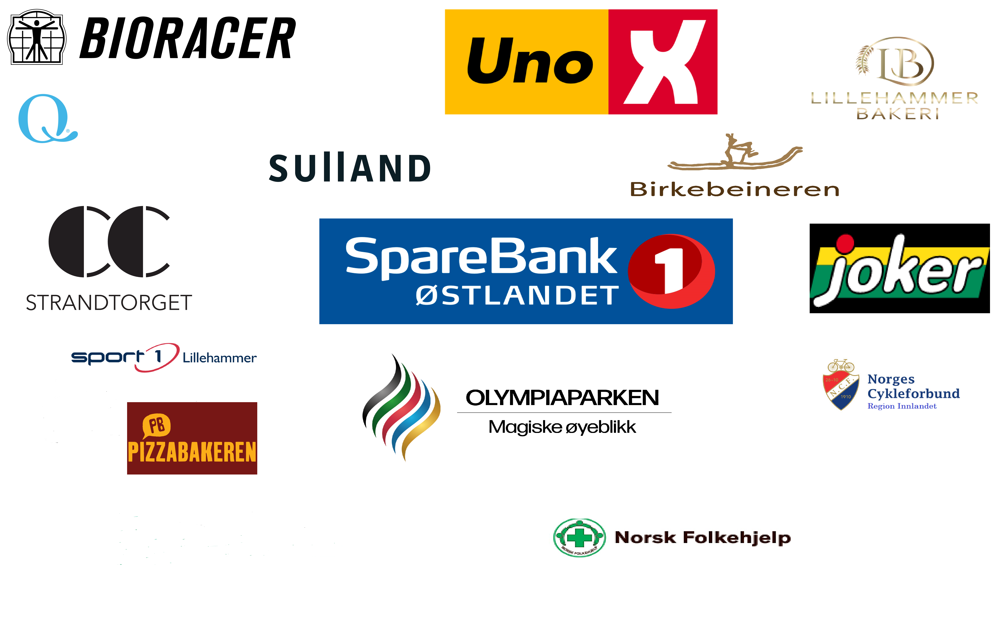 BIORACER
Uno X
LB
LILLEHAMMER
BAKERI
Q®
sullAND
Birkebeineren
CC
STRANDTORGET
SpareBank 1
ØSTLANDET
joker
sport 1 Lillehammer
OLYMPIAPARKEN
Magiske øyeblikk
26-10
N.C.F.
1910
Norges
Cykleforbund
Region Innlandet
PB
PIZZABAKEREN
Norsk Folkehjelp